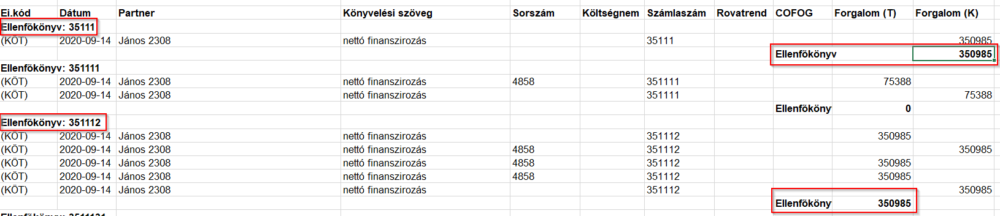 Ei.kód Dátum Partner Könyvelési szöveg Sorszám Költségnem Számlaszám Rovatrend COFOG Forgalom (T) Forgalom (K)
Ellenfőkönyv: 35111
(KÖT) 2020-09-14 János 2308 nettó finanszirozás 35111 350985
Ellenfőkönyv 350985
Ellenfőkönyv: 351111
(KÖT) 2020-09-14 János 2308 nettó finanszirozás 4858 351111 75388
(KÖT) 2020-09-14 János 2308 nettó finanszirozás 351111 75388
Ellenfőköny 0
Ellenfőkönyv: 351112
(KÖT) 2020-09-14 János 2308 nettó finanszirozás 351112 350985
(KÖT) 2020-09-14 János 2308 nettó finanszirozás 4858 351112 350985
(KÖT) 2020-09-14 János 2308 nettó finanszirozás 4858 351112 350985
(KÖT) 2020-09-14 János 2308 nettó finanszirozás 4858 351112 350985
(KÖT) 2020-09-14 János 2308 nettó finanszirozás 351112 350985
Ellenfőköny 350985
Ellenfőkönyv: 3511131